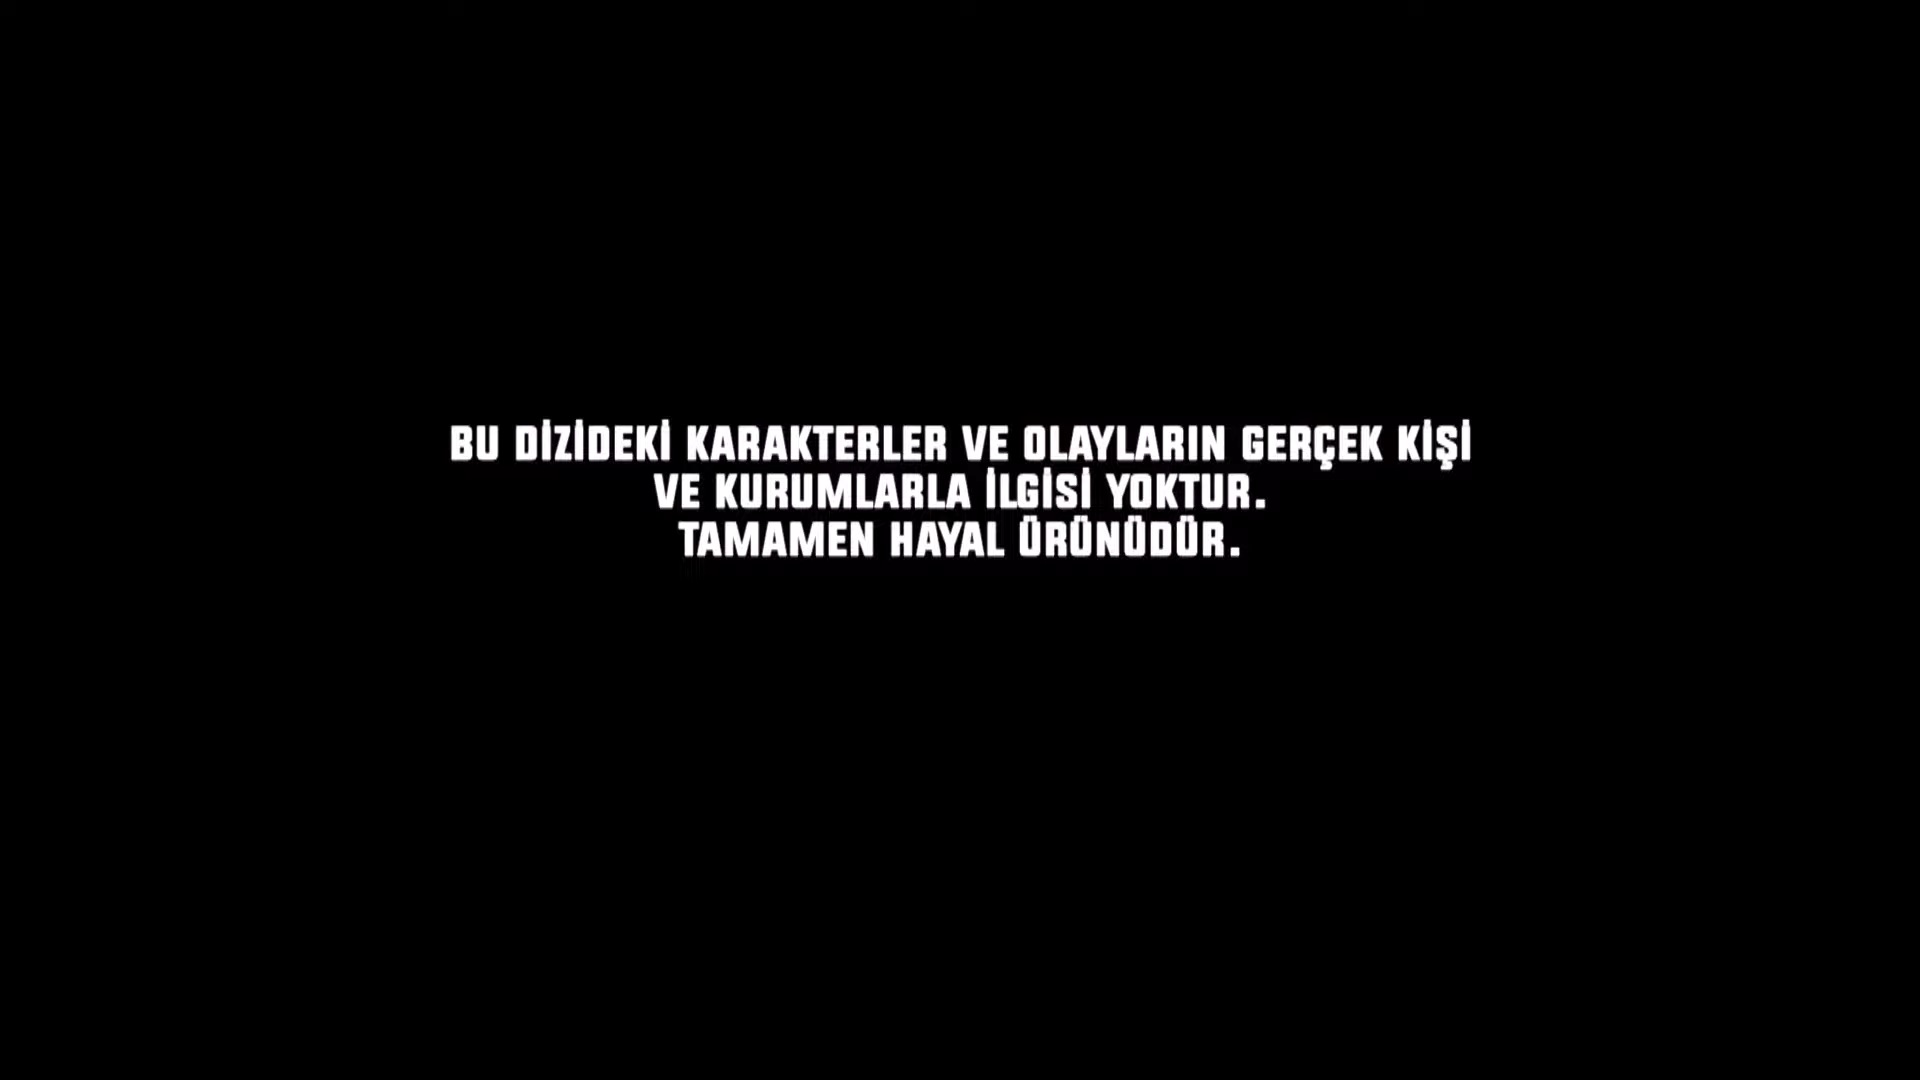 BU DİZİDEKİ KARAKTERLER VE OLAYLARIN GERÇEK KİŞİ
VE KURUMLARLA İLGİSİ YOKTUR.
TAMAMEN HAYAL ÜRÜNÜDÜR.